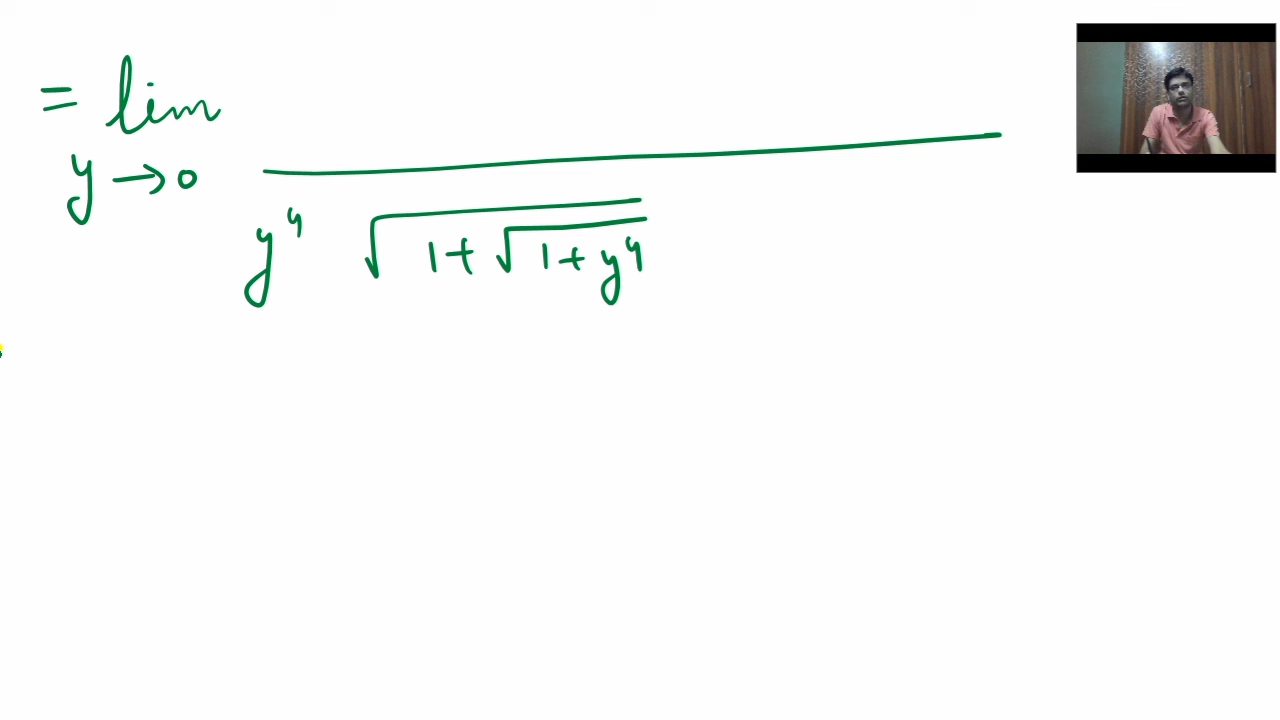 = lim
y → 0
y⁴ √(1+√(1+y⁴